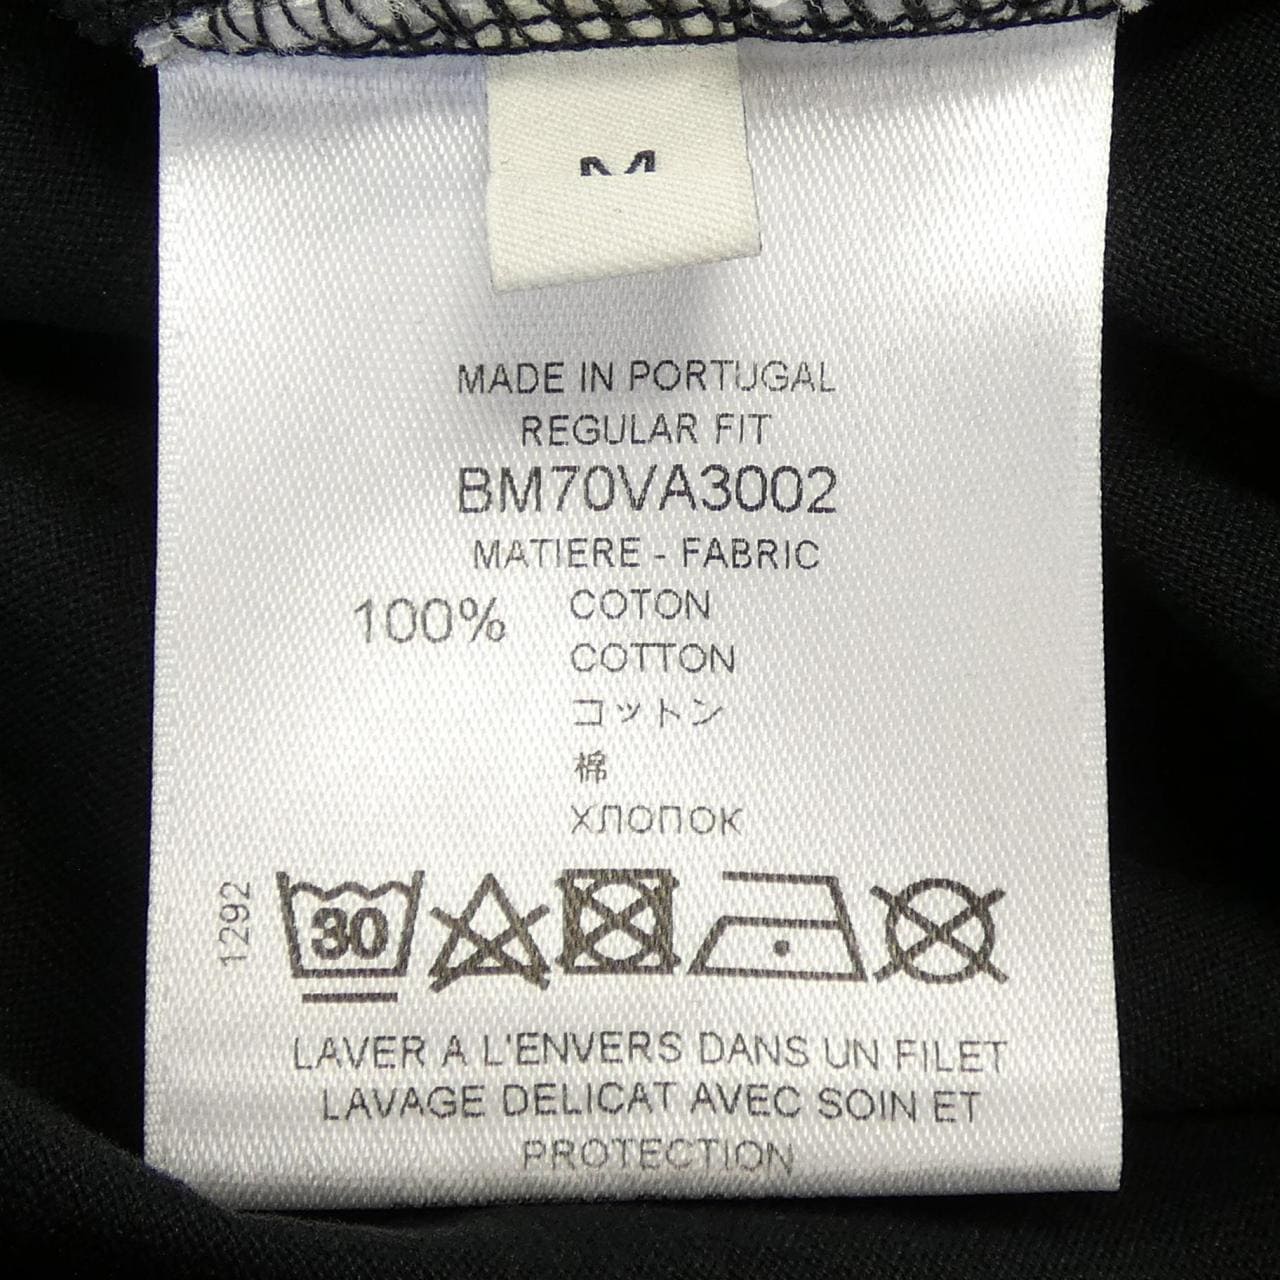 M
MADE IN PORTUGAL
REGULAR FIT
BM70VA3002
MATIERE - FABRIC
100% COTON
COTTON
コットン
棉
ХЛОПОК
1292
30
LAVER A L'ENVERS DANS UN FILET
LAVAGE DELICAT AVEC SOIN ET
PROTECTION